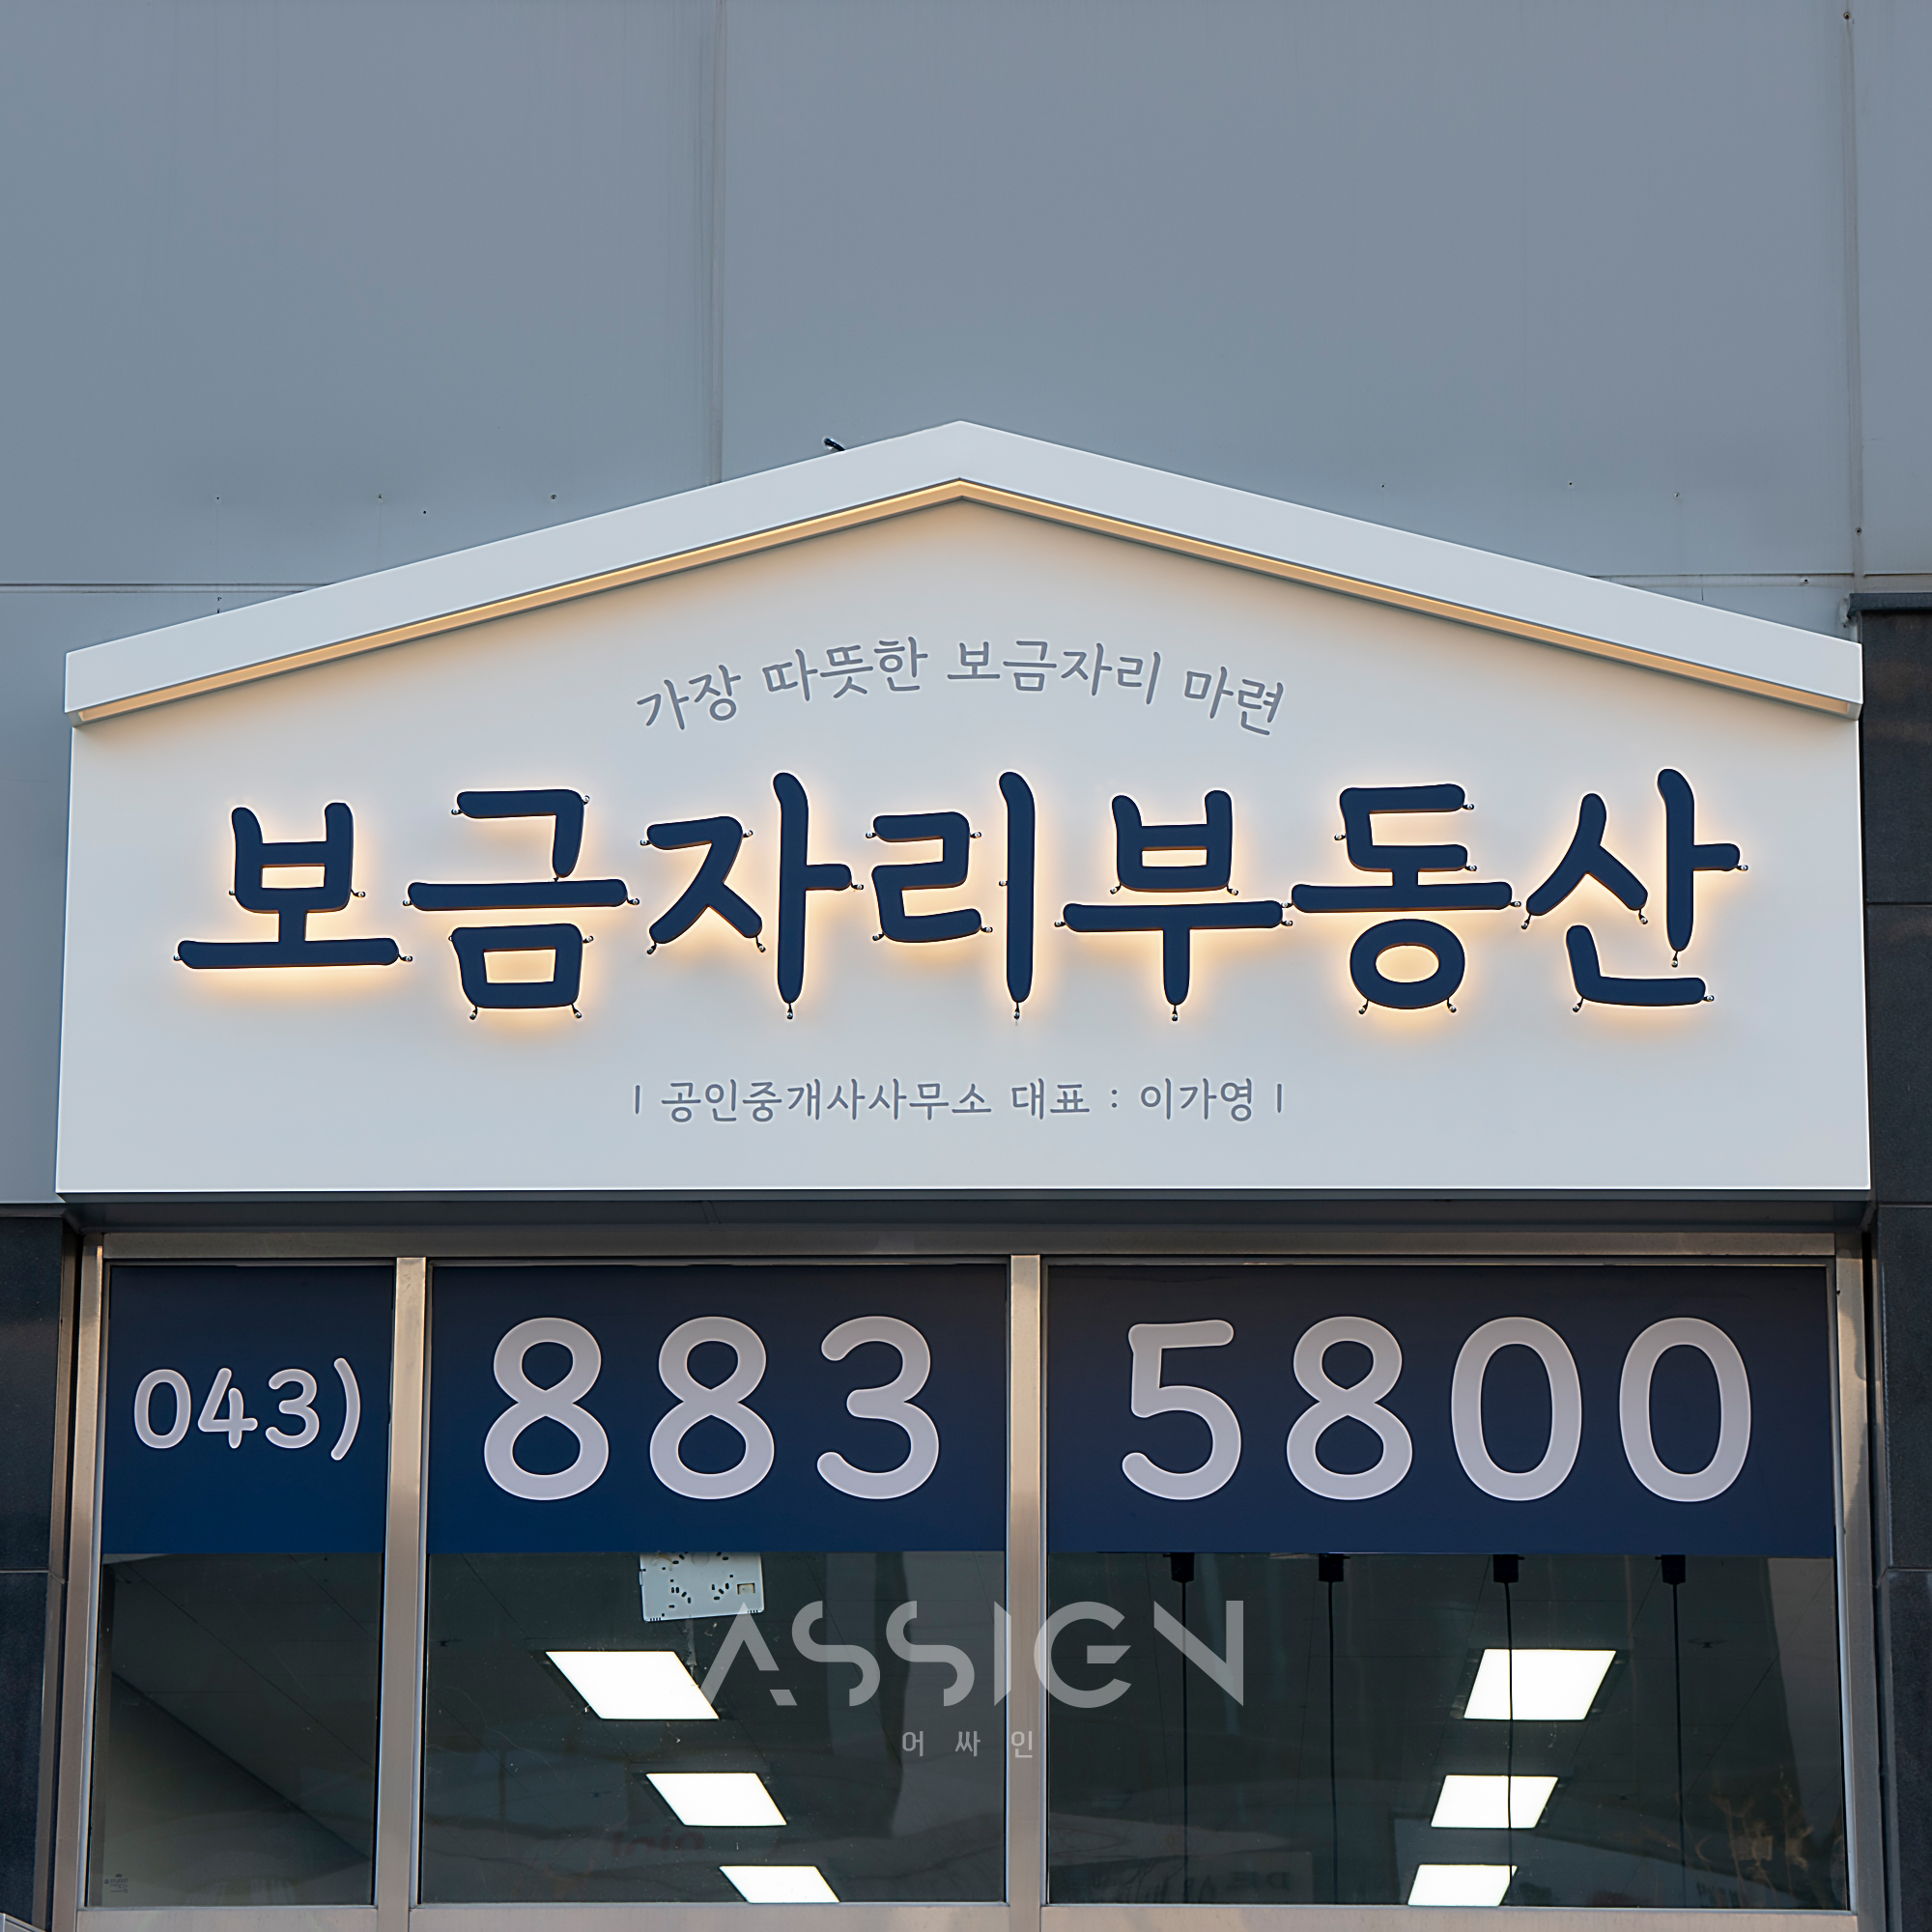 가장 따뜻한 보금자리 마련
보금자리부동산
| 공인중개사사무소 대표 : 이가영 |
043) 883 5800
ASSIGN
어싸인